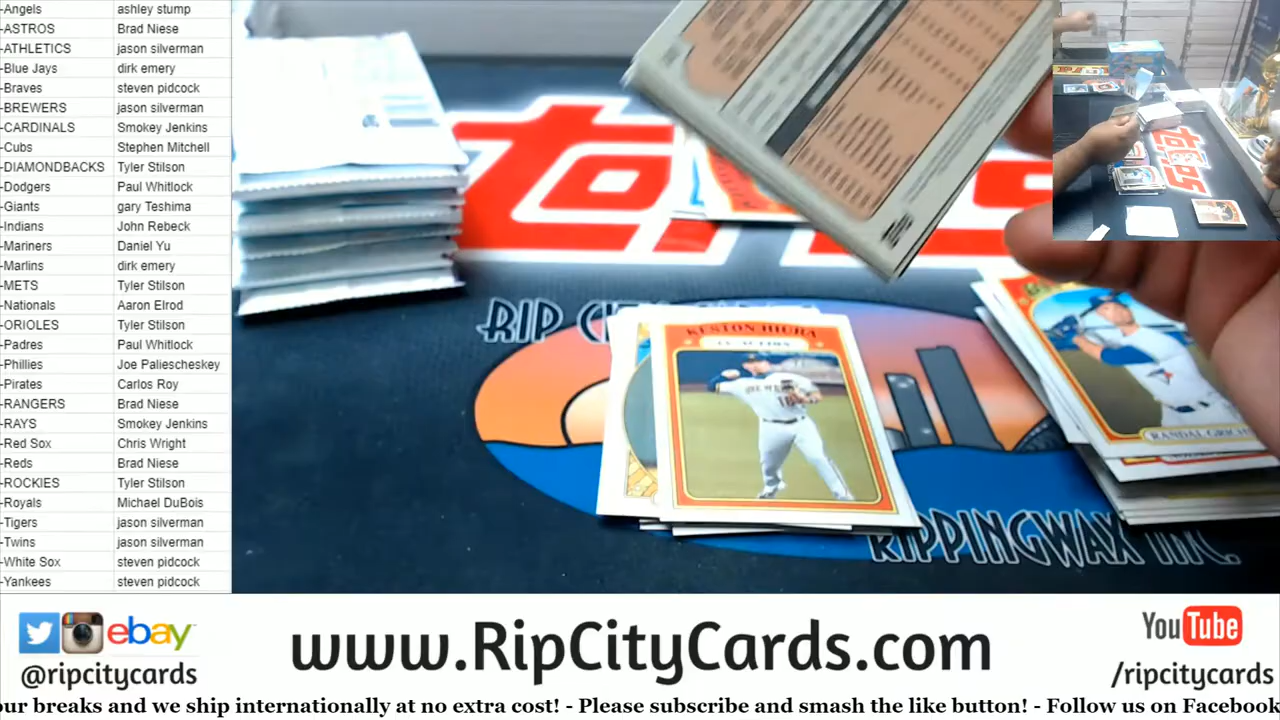 -Angels ashley stump
-ASTROS Brad Niese
-ATHLETICS jason silverman
-Blue Jays dirk emery
-Braves steven pidcock
-BREWERS jason silverman
-CARDINALS Smokey Jenkins
-Cubs Stephen Mitchell
-DIAMONDBACKS Tyler Stilson
-Dodgers Paul Whitlock
-Giants gary Teshima
-Indians John Rebeck
-Mariners Daniel Yu
-Marlins dirk emery
-METS Tyler Stilson
-Nationals Aaron Elrod
-ORIOLES Tyler Stilson
-Padres Paul Whitlock
-Phillies Joe Paliescheskey
-Pirates Carlos Roy
-RANGERS Brad Niese
-RAYS Smokey Jenkins
-Red Sox Chris Wright
-Reds Brad Niese
-ROCKIES Tyler Stilson
-Royals Michael DuBois
-Tigers jason silverman
-Twins jason silverman
-White Sox steven pidcock
-Yankees steven pidcock
topps
RIP
KESTON HIURA
IN ACTION
RANDAL GRICH
RIPPINGWAX INC.
ebay
@ripcitycards
www.RipCityCards.com
YouTube
/ripcitycards
our breaks and we ship internationally at no extra cost! - Please subscribe and smash the like button! - Follow us on Facebook